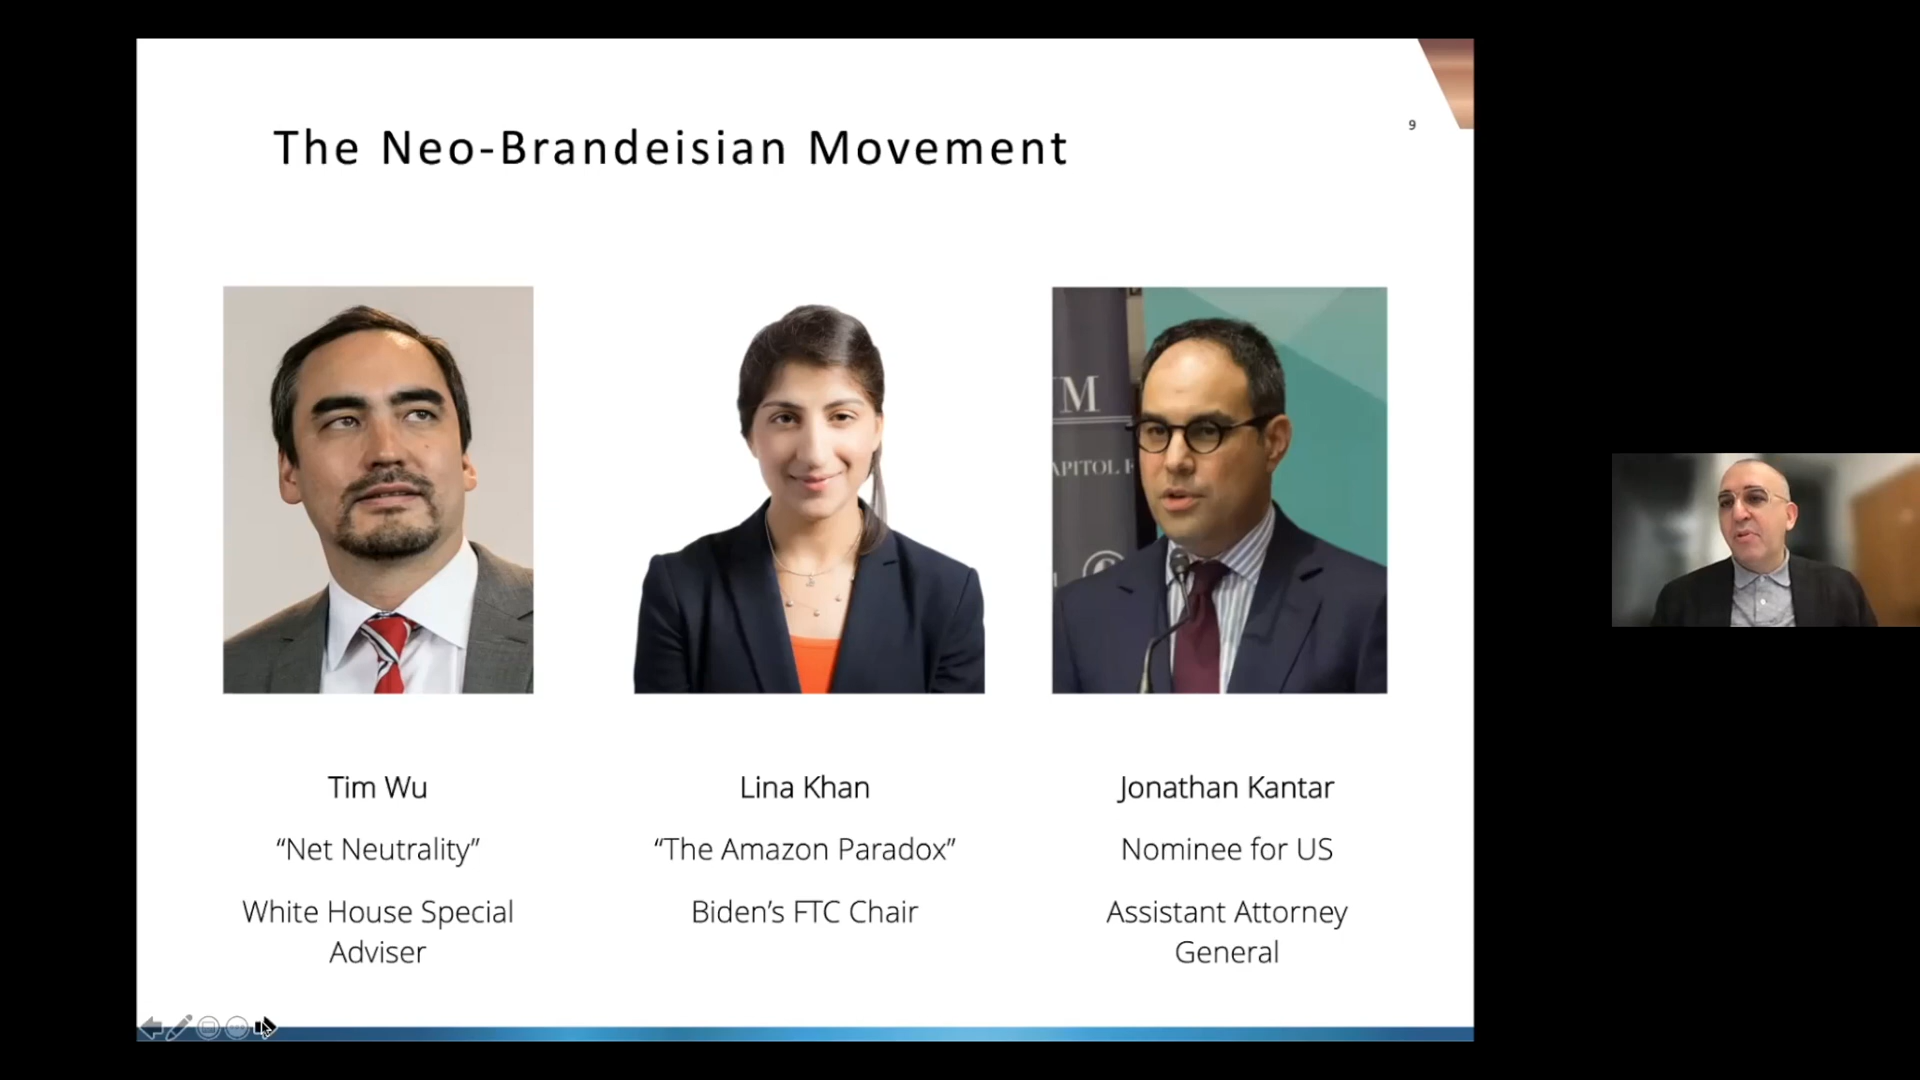 9
The Neo-Brandeisian Movement
M
APITOL F
Tim Wu
“Net Neutrality”
White House Special
Adviser
Lina Khan
“The Amazon Paradox”
Biden’s FTC Chair
Jonathan Kantar
Nominee for US
Assistant Attorney
General